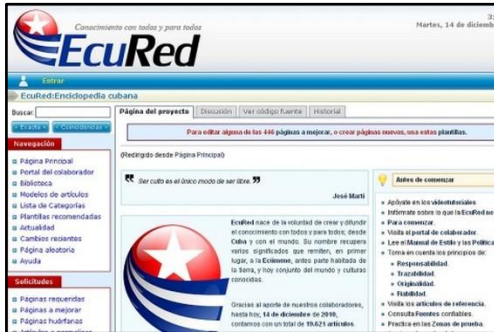 Conocimiento con todos y para todos
EcuRed
Martes, 14 de diciemb
Entrar
EcuRed:Enciclopedia cubana
Buscar
Exacta
Coincidencias
Navegación
Página Principal
Portal del colaborador
Biblioteca
Modelos de artículos
Lista de Categorías
Plantillas recomendadas
Actualidad
Cambios recientes
Página aleatoria
Ayuda
Solicitudes
Páginas requeridas
Páginas a mejorar
Páginas huérfanas
Página del proyecto
Discusión
Ver código fuente
Historial
Para editar alguna de las 446 páginas a mejorar, o crear páginas nuevas, usa estas plantillas.
(Redirigido desde Página Principal)
Ser culto es el único modo de ser libre.
José Martí
EcuRed nace de la voluntad de crear y difundir
el conocimiento con todos y para todos; desde
Cuba y con el mundo. Su nombre recupera
varios significados que remiten, en primer
lugar, a la Ecúmene, antes parte habitada de
la tierra, y hoy conjunto del mundo y culturas
conocidas.
Gracias al aporte de nuestros colaboradores,
hasta hoy, 14 de diciembre de 2010,
contamos con un total de 19.621 artículos.
Antes de comenzar
Apóyate en los videotutoriales
Infórmate sobre lo que la EcuRed no
Para comenzar.
Visita el portal de colaborador.
Lee el Manual de Estilo y las Política
Toma en cuenta los principios de:
Responsabilidad.
Trazabilidad.
Originalidad.
Fiabilidad.
Visita los artículos de referencia.
Consulta Fuentes confiables.
Practica en las Zonas de prueba.